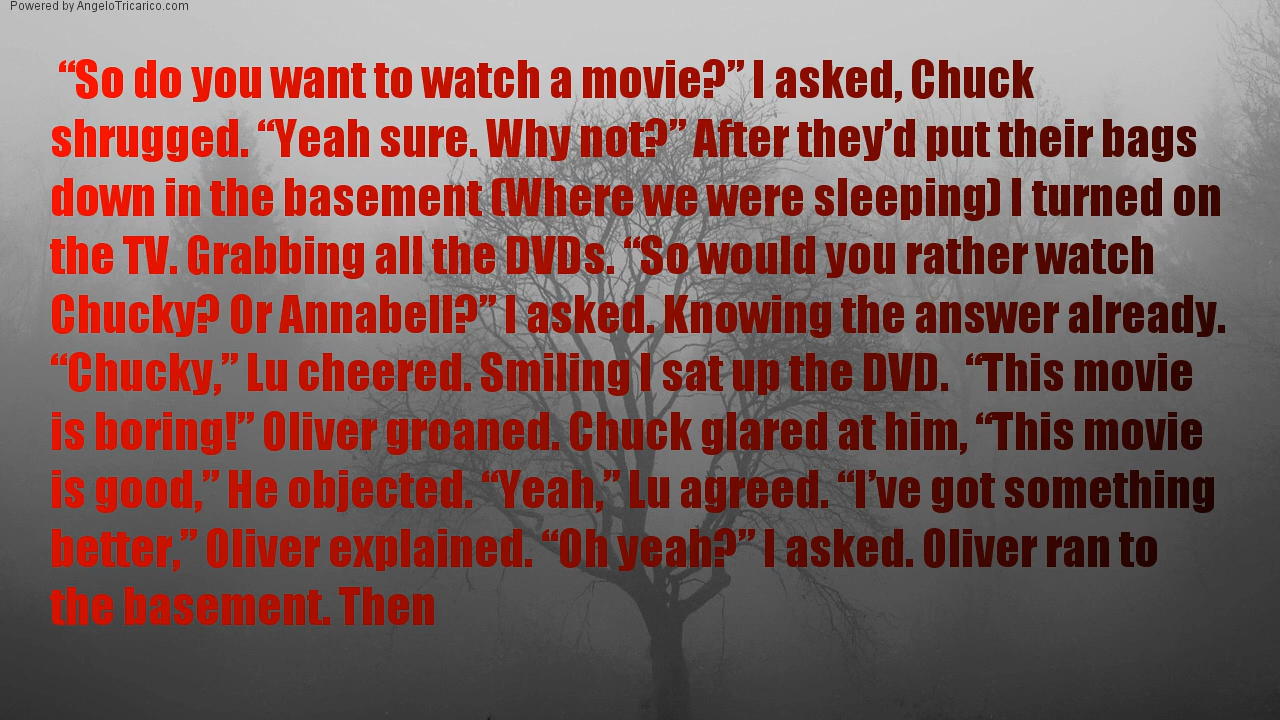 Powered by AngeloTricarico.com
“So do you want to watch a movie?” I asked, Chuck
shrugged. “Yeah sure. Why not?” After they’d put their bags
down in the basement (Where we were sleeping) I turned on
the TV. Grabbing all the DVDs. “So would you rather watch
Chucky? Or Annabell?” I asked. Knowing the answer already.
“Chucky,” Lu cheered. Smiling I sat up the DVD.  “This movie
is boring!” Oliver groaned. Chuck glared at him, “This movie
is good,” He objected. “Yeah,” Lu agreed. “I’ve got something
better,” Oliver explained. “Oh yeah?” I asked. Oliver ran to
the basement. Then